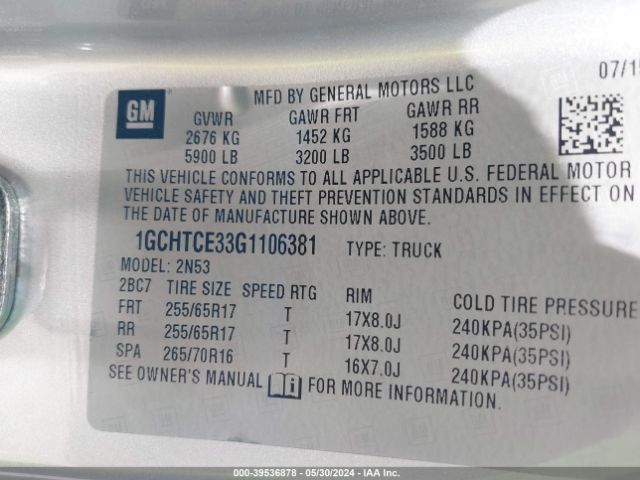 MFD BY GENERAL MOTORS LLC 07/15
GM
GVWR GAWR FRT GAWR RR
2676 KG 1452 KG 1588 KG
5900 LB 3200 LB 3500 LB
THIS VEHICLE CONFORMS TO ALL APPLICABLE U.S. FEDERAL MOTOR
VEHICLE SAFETY AND THEFT PREVENTION STANDARDS IN EFFECT ON
THE DATE OF MANUFACTURE SHOWN ABOVE.
1GCHTCE33G1106381 TYPE: TRUCK
MODEL: 2N53
2BC7 TIRE SIZE SPEED RTG RIM COLD TIRE PRESSURE
FRT 255/65R17 T 17X8.0J 240KPA(35PSI)
RR 255/65R17 T 17X8.0J 240KPA(35PSI)
SPA 265/70R16 T 16X7.0J 240KPA(35PSI)
SEE OWNER'S MANUAL FOR MORE INFORMATION.
000-39536878 - 05/30/2024 - IAA Inc.